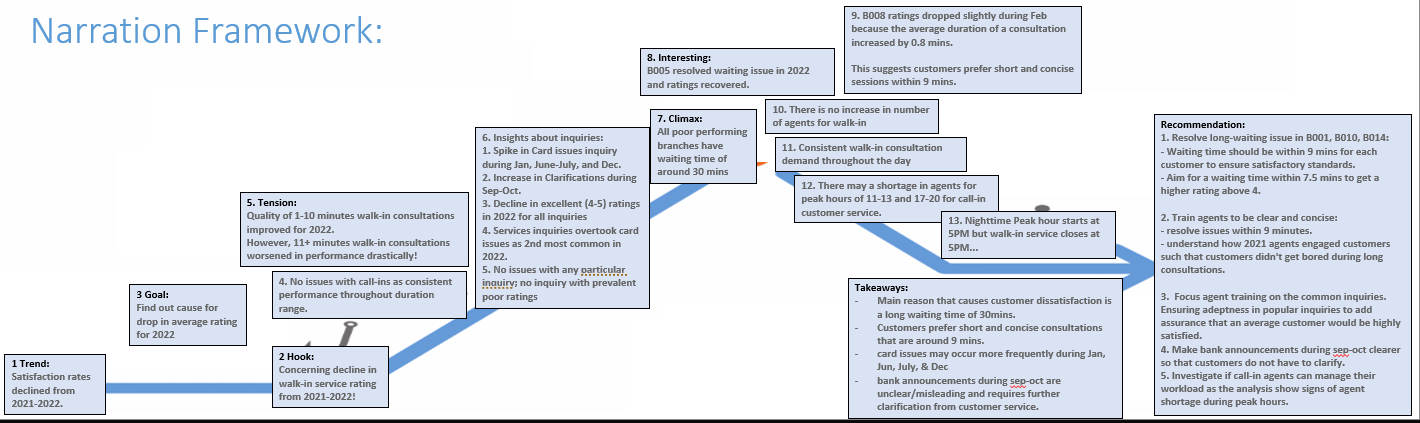 Narration Framework:
1 Trend:
Satisfaction rates
declined from
2021-2022.
2 Hook:
Concerning decline in
walk-in service rating
from 2021-2022!
3 Goal:
Find out cause for
drop in average rating
for 2022
4. No issues with call-ins as consistent
performance throughout duration
range.
5. Tension:
Quality of 1-10 minutes walk-in consultations
improved for 2022.
However, 11+ minutes walk-in consultations
worsened in performance drastically!
6. Insights about inquiries:
1. Spike in Card issues inquiry
during Jan, June-July, and Dec.
2. Increase in Clarifications during
Sep-Oct.
3. Decline in excellent (4-5) ratings
in 2022 for all inquiries
4. Services inquiries overtook card
issues as 2nd most common in
2022.
5. No issues with any particular
inquiry; no inquiry with prevalent
poor ratings
7. Climax:
All poor performing
branches have
waiting time of
around 30 mins
8. Interesting:
B005 resolved waiting issue in 2022
and ratings recovered.
9. B008 ratings dropped slightly during Feb
because the average duration of a consultation
increased by 0.8 mins.
This suggests customers prefer short and concise
sessions within 9 mins.
10. There is no increase in number
of agents for walk-in
11. Consistent walk-in consultation
demand throughout the day
12. There may a shortage in agents for
peak hours of 11-13 and 17-20 for call-in
customer service.
13. Nighttime Peak hour starts at
5PM but walk-in service closes at
5PM...
Takeaways:
- Main reason that causes customer dissatisfaction is
a long waiting time of 30mins.
- Customers prefer short and concise consultations
that are around 9 mins.
- card issues may occur more frequently during Jan,
Jun, July, & Dec
- bank announcements during sep-oct are
unclear/misleading and requires further
clarification from customer service.
Recommendation:
1. Resolve long-waiting issue in B001, B010, B014:
- Waiting time should be within 9 mins for each
customer to ensure satisfactory standards.
- Aim for a waiting time within 7.5 mins to get a
higher rating above 4.
2. Train agents to be clear and concise:
- resolve issues within 9 minutes.
- understand how 2021 agents engaged customers
such that customers didn't get bored during long
consultations.
3. Focus agent training on the common inquiries.
Ensuring adeptness in popular inquiries to add
assurance that an average customer would be highly
satisfied.
4. Make bank announcements during sep-oct clearer
so that customers do not have to clarify.
5. Investigate if call-in agents can manage their
workload as the analysis show signs of agent
shortage during peak hours.